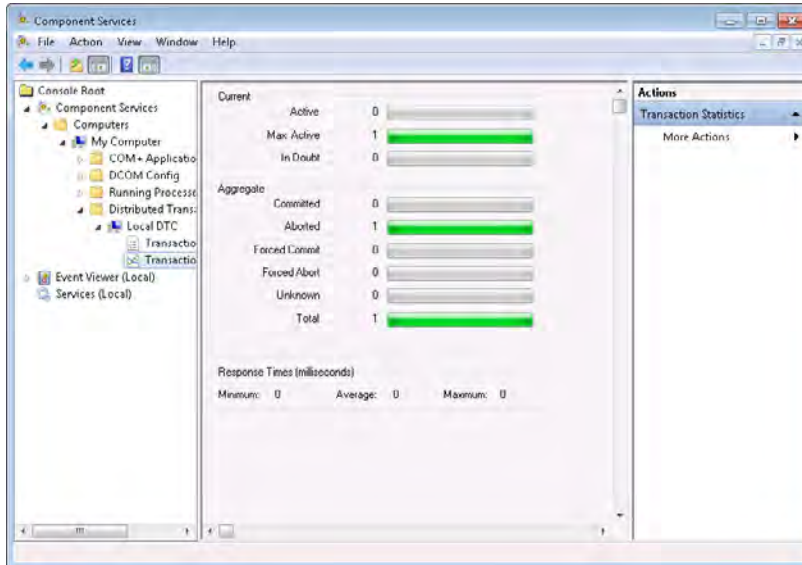 Component Services
File Action View Window Help
Console Root
Component Services
Computers
My Computer
COM+ Applicatio
DCOM Config
Running Processe
Distributed Trans
Local DTC
Transactio
Transactio
Event Viewer (Local)
Services (Local)
Current
Active 0
Max Active 1
In Doubt 0
Aggregate
Committed 0
Aborted 1
Forced Commit 0
Forced Abort 0
Unknown 0
Total 1
Response Times (milliseconds)
Minimum: 0 Average: 0 Maximum: 0
Actions
Transaction Statistics
More Actions